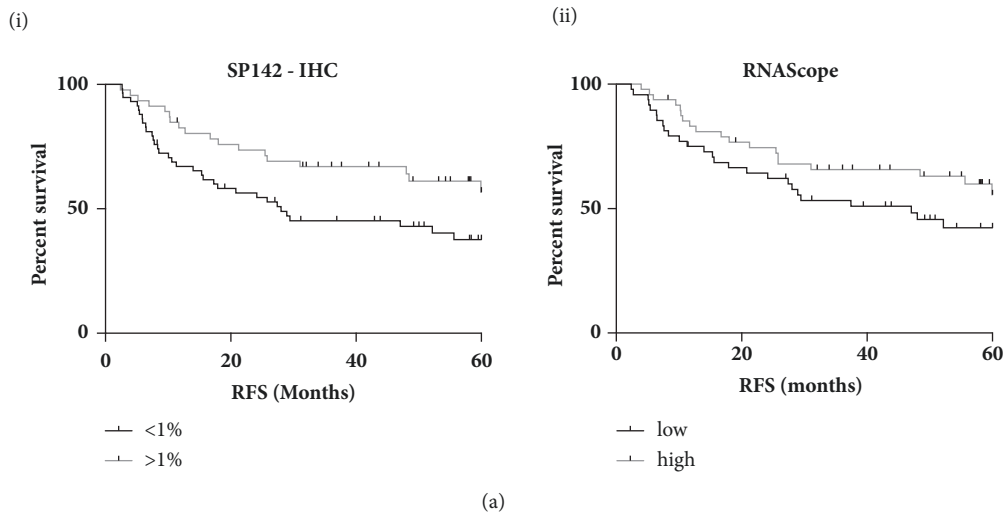 (i)
SP142 - IHC
100
50
0
Percent survival
0 20 40 60
RFS (Months)
<1%
>1%
(ii)
RNAScope
100
50
0
Percent survival
0 20 40 60
RFS (months)
low
high
(a)